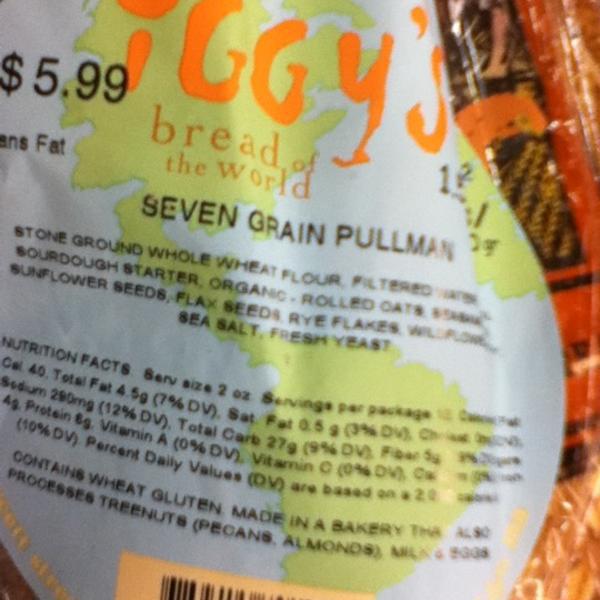 iggy's
$5.99
bread of
the world
ans Fat
SEVEN GRAIN PULLMAN
STONE GROUND WHOLE WHEAT FLOUR, FILTERED WATER
SOURDOUGH STARTER, ORGANIC - ROLLED OATS,
SUNFLOWER SEEDS, FLAX SEEDS, RYE FLAKES,
SEA SALT, FRESH YEAST
NUTRITION FACTS Serv size 2 oz. Servings per package
Cal 40, Total Fat 4.5g (7% DV), Sat. Fat 0.5 g (3% DV),
Sodium 290mg (12% DV), Total Carb 27g (9% DV), Fiber 5g
4g, Protein 6g, Vitamin A (0% DV), Vitamin C (0% DV),
(10% DV). Percent Daily Values (DV) are based on a
CONTAINS WHEAT GLUTEN. MADE IN A BAKERY ALSO
PROCESSES TREENUTS (PECANS, ALMONDS), MILK & EGGS